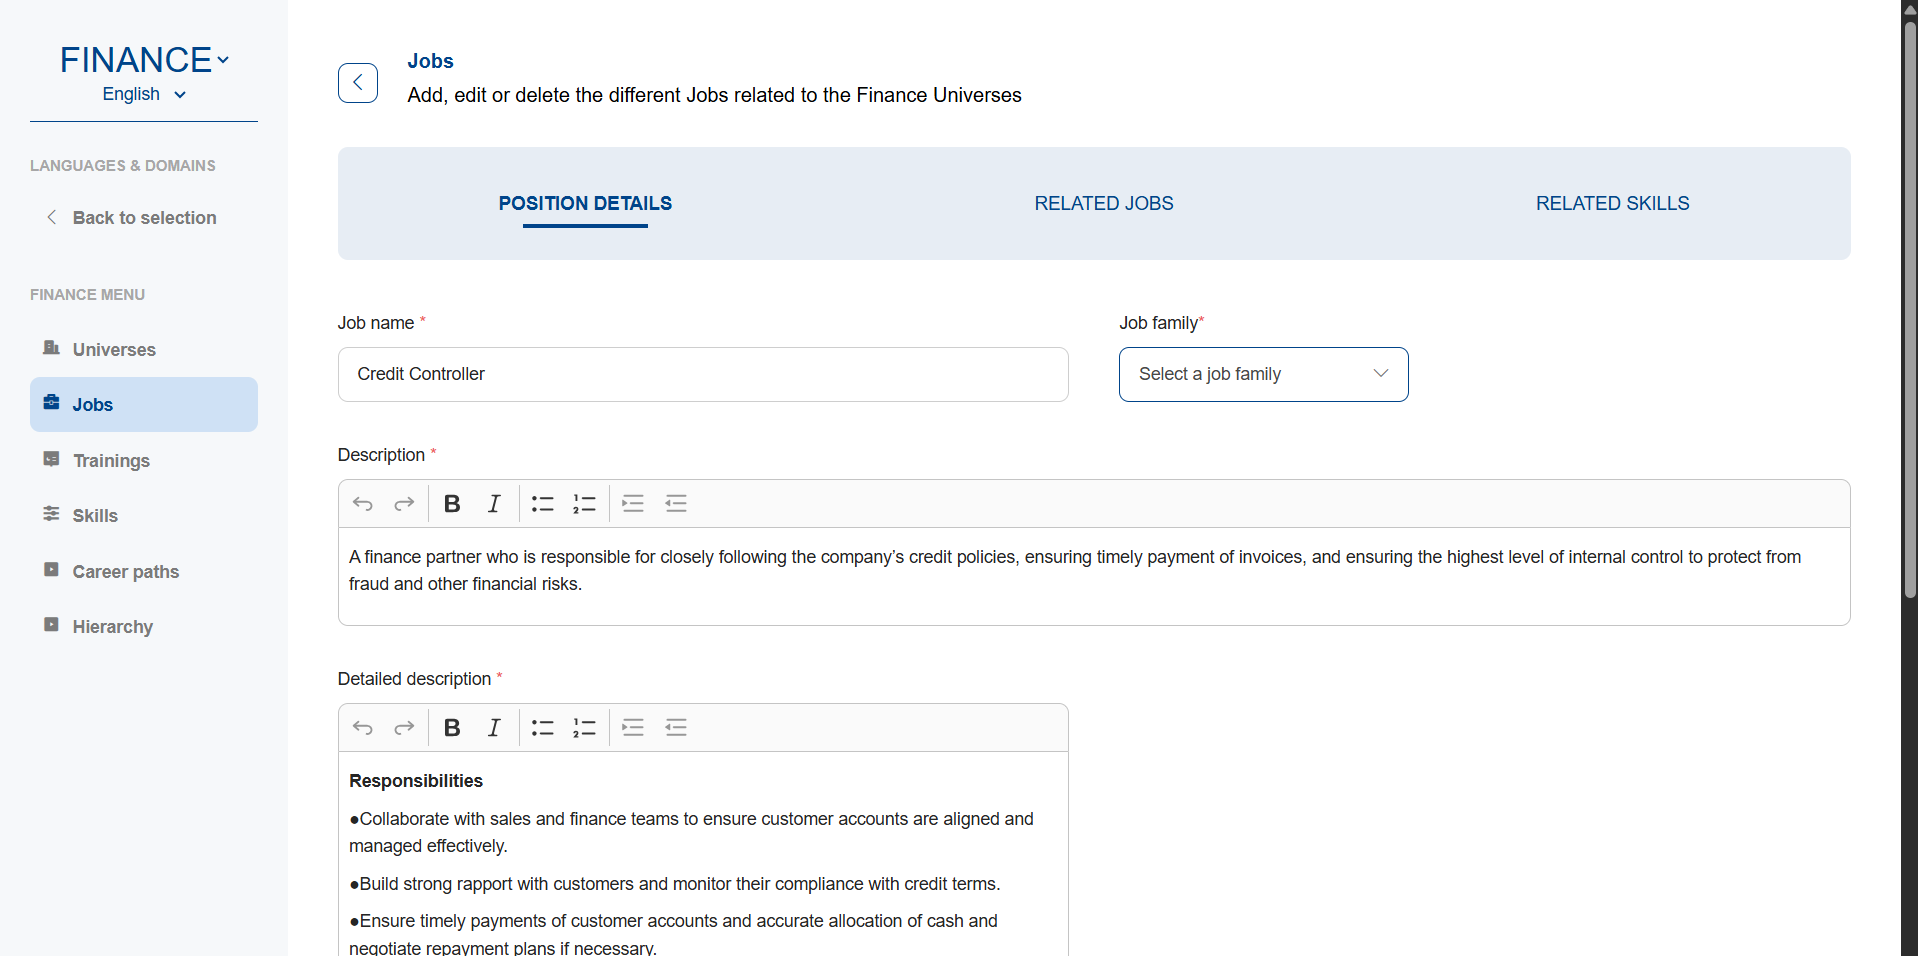 FINANCE
English
LANGUAGES & DOMAINS
Back to selection
FINANCE MENU
Universes
Jobs
Trainings
Skills
Career paths
Hierarchy
Jobs
Add, edit or delete the different Jobs related to the Finance Universes
POSITION DETAILS
RELATED JOBS
RELATED SKILLS
Job name *
Job family*
Credit Controller
Select a job family
Description *
B I
A finance partner who is responsible for closely following the company’s credit policies, ensuring timely payment of invoices, and ensuring the highest level of internal control to protect from
fraud and other financial risks.
Detailed description *
B I
Responsibilities
●Collaborate with sales and finance teams to ensure customer accounts are aligned and
managed effectively.
●Build strong rapport with customers and monitor their compliance with credit terms.
●Ensure timely payments of customer accounts and accurate allocation of cash and
negotiate repayment plans if necessary.